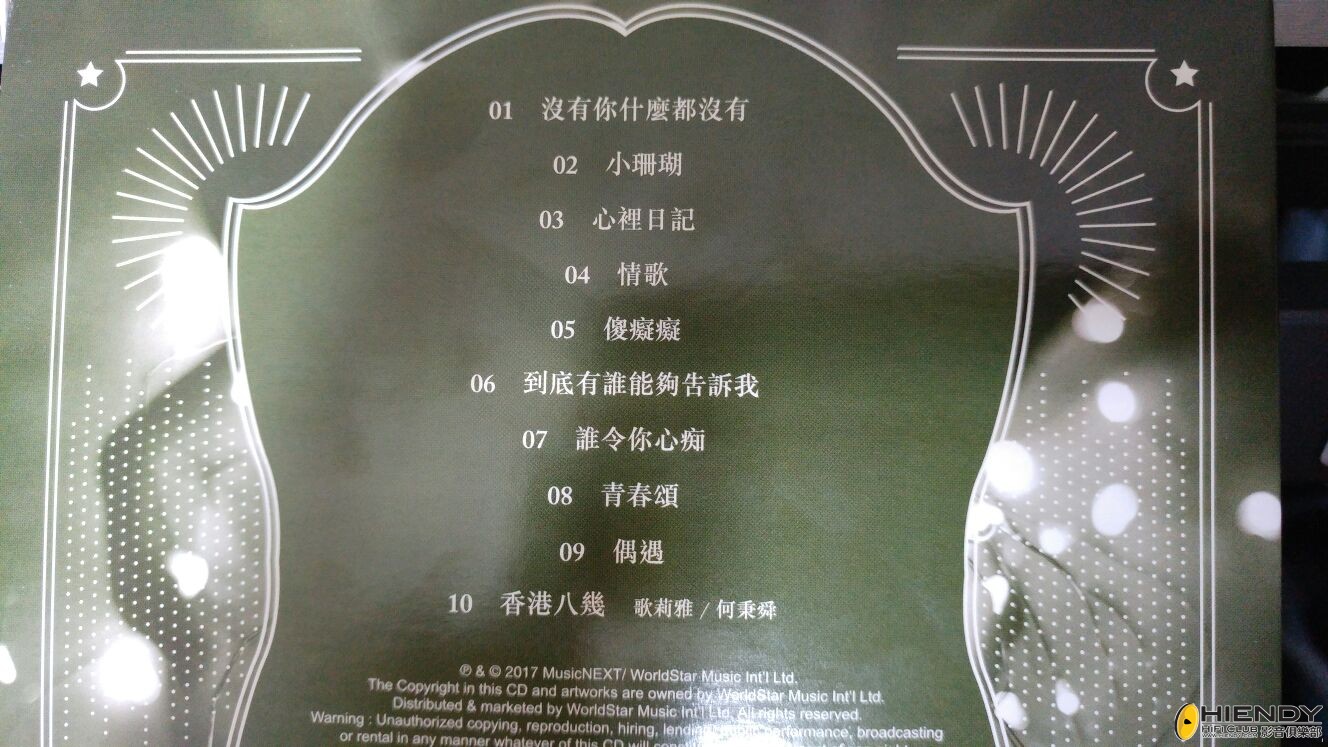 01 沒有你什麼都沒有
02 小珊瑚
03 心裡日記
04 情歌
05 傻癡癡
06 到底有誰能夠告訴我
07 誰令你心痴
08 青春頌
09 偶遇
10 香港八幾 歌莉雅 / 何秉舜
℗ & © 2017 MusicNEXT/ WorldStar Music Int'l Ltd.
The Copyright in this CD and artworks are owned by WorldStar Music Int'l Ltd.
Distributed & marketed by WorldStar Music Int'l Ltd. All rights reserved.
Warning : Unauthorized copying, reproduction, hiring, lending, public performance, broadcasting
or rental in any manner whatever of this CD will
HIENDY
HIFICLUB 影音俱樂部